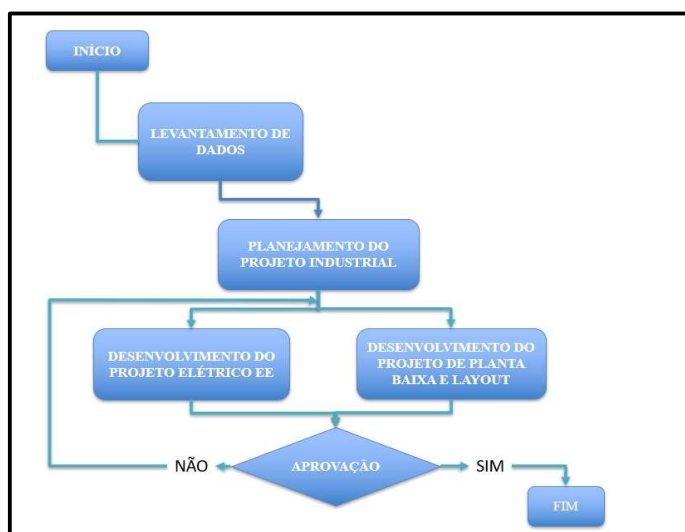 INÍCIO
LEVANTAMENTO DE
DADOS
PLANEJAMENTO DO
PROJETO INDUSTRIAL
DESENVOLVIMENTO DO
PROJETO ELÉTRICO EE
DESENVOLVIMENTO DO
PROJETO DE PLANTA
BAIXA E LAYOUT
NÃO
APROVAÇÃO
SIM
FIM